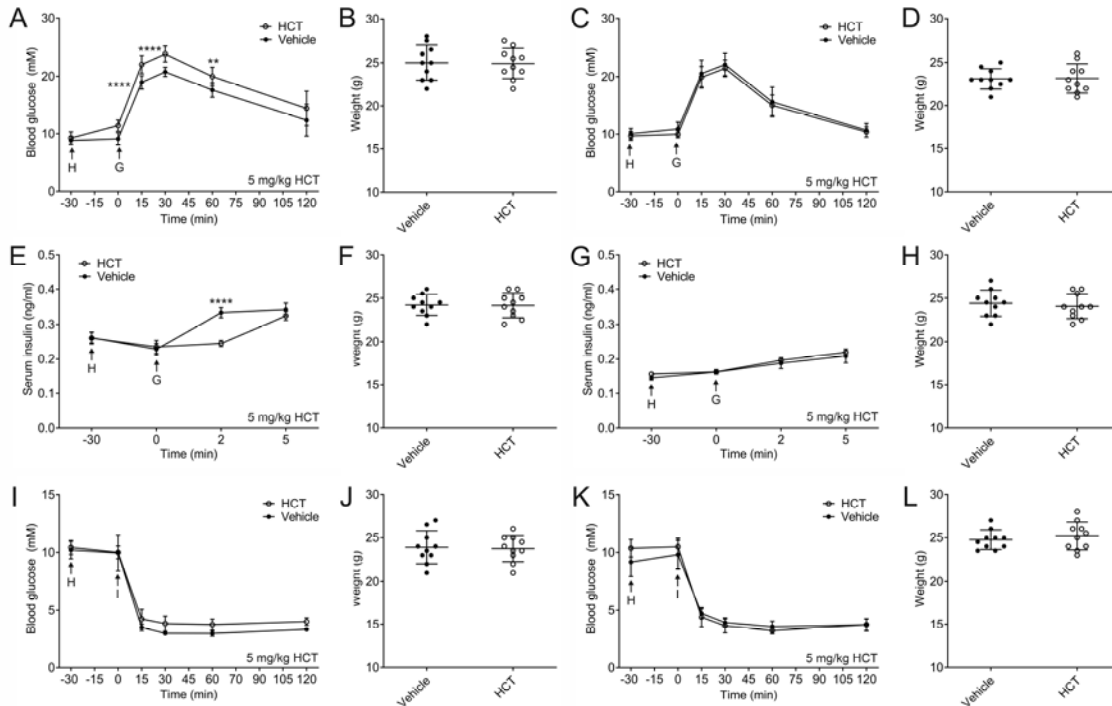 A
HCT
Vehicle
Blood glucose (mM)
30
20
10
0
****
****
**
H
G
5 mg/kg HCT
-30 -15 0 15 30 45 60 75 90 105 120
Time (min)
B
Weight (g)
30
25
20
15
10
Vehicle
HCT
C
HCT
Vehicle
Blood glucose (mM)
30
20
10
0
H
G
5 mg/kg HCT
-30 -15 0 15 30 45 60 75 90 105 120
Time (min)
D
Weight (g)
30
25
20
15
10
Vehicle
HCT
E
HCT
Vehicle
Serum insulin (ng/ml)
0.5
0.4
0.3
0.2
0.1
0.0
****
H
G
5 mg/kg HCT
-30 0 2 5
Time (min)
F
Weight (g)
30
25
20
15
10
Vehicle
HCT
G
HCT
Vehicle
Serum insulin (ng/ml)
0.5
0.4
0.3
0.2
0.1
0.0
H
G
5 mg/kg HCT
-30 0 2 5
Time (min)
H
Weight (g)
30
25
20
15
10
Vehicle
HCT
I
HCT
Vehicle
Blood glucose (mM)
15
10
5
0
H
I
5 mg/kg HCT
-30 -15 0 15 30 45 60 75 90 105 120
Time (min)
J
Weight (g)
30
25
20
15
10
Vehicle
HCT
K
HCT
Vehicle
Blood glucose (mM)
15
10
5
0
H
I
5 mg/kg HCT
-30 -15 0 15 30 45 60 75 90 105 120
Time (min)
L
Weight (g)
30
25
20
15
10
Vehicle
HCT